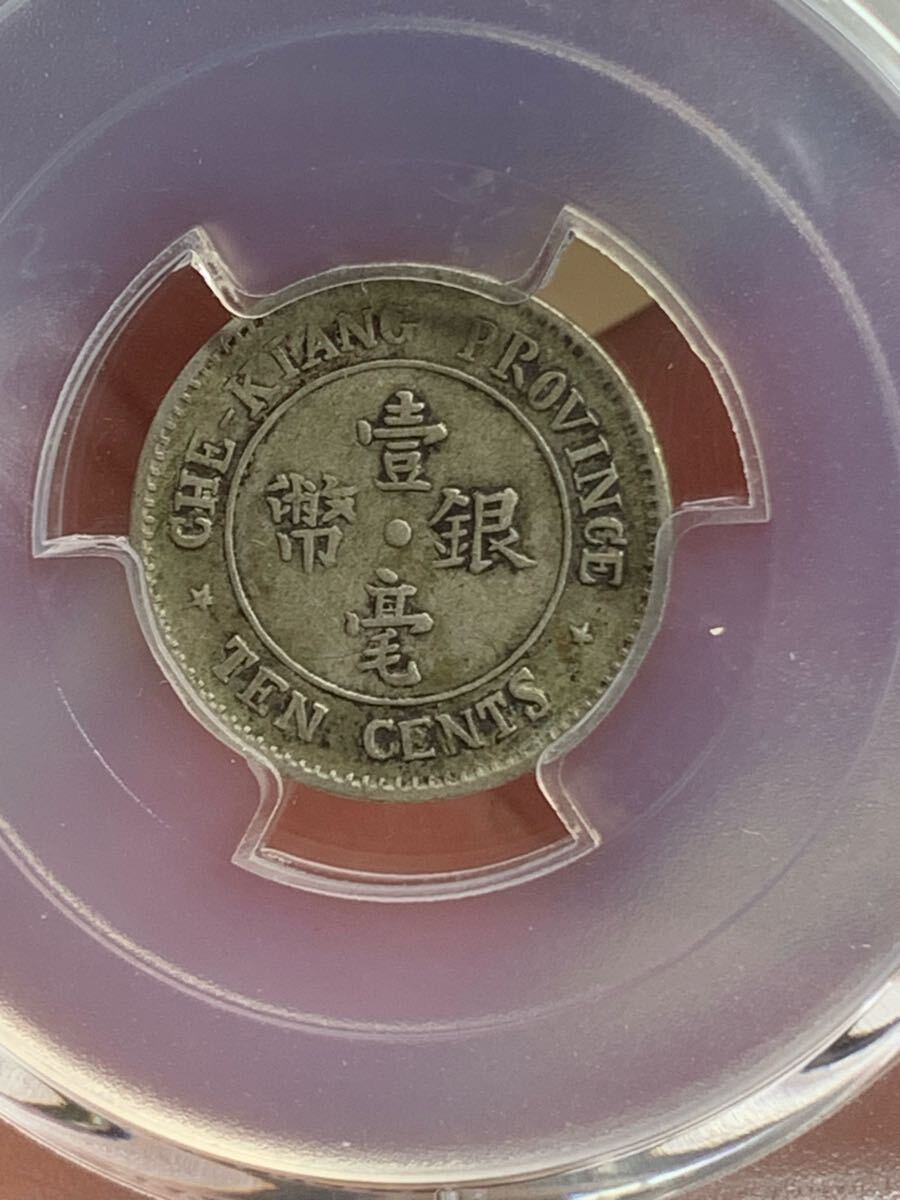 CHE-KIANG PROVINCE
壹毫銀幣
TEN CENTS